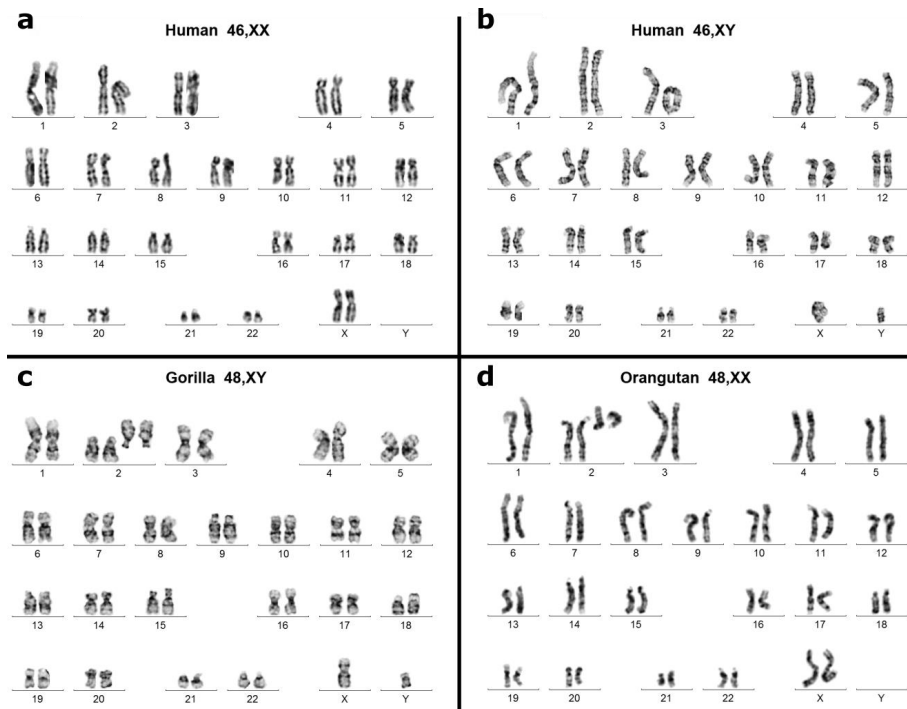 a
Human 46,XX
1 2 3 4 5
6 7 8 9 10 11 12
13 14 15 16 17 18
19 20 21 22 X Y
b
Human 46,XY
1 2 3 4 5
6 7 8 9 10 11 12
13 14 15 16 17 18
19 20 21 22 X Y
c
Gorilla 48,XY
1 2 3 4 5
6 7 8 9 10 11 12
13 14 15 16 17 18
19 20 21 22 X Y
d
Orangutan 48,XX
1 2 3 4 5
6 7 8 9 10 11 12
13 14 15 16 17 18
19 20 21 22 X Y